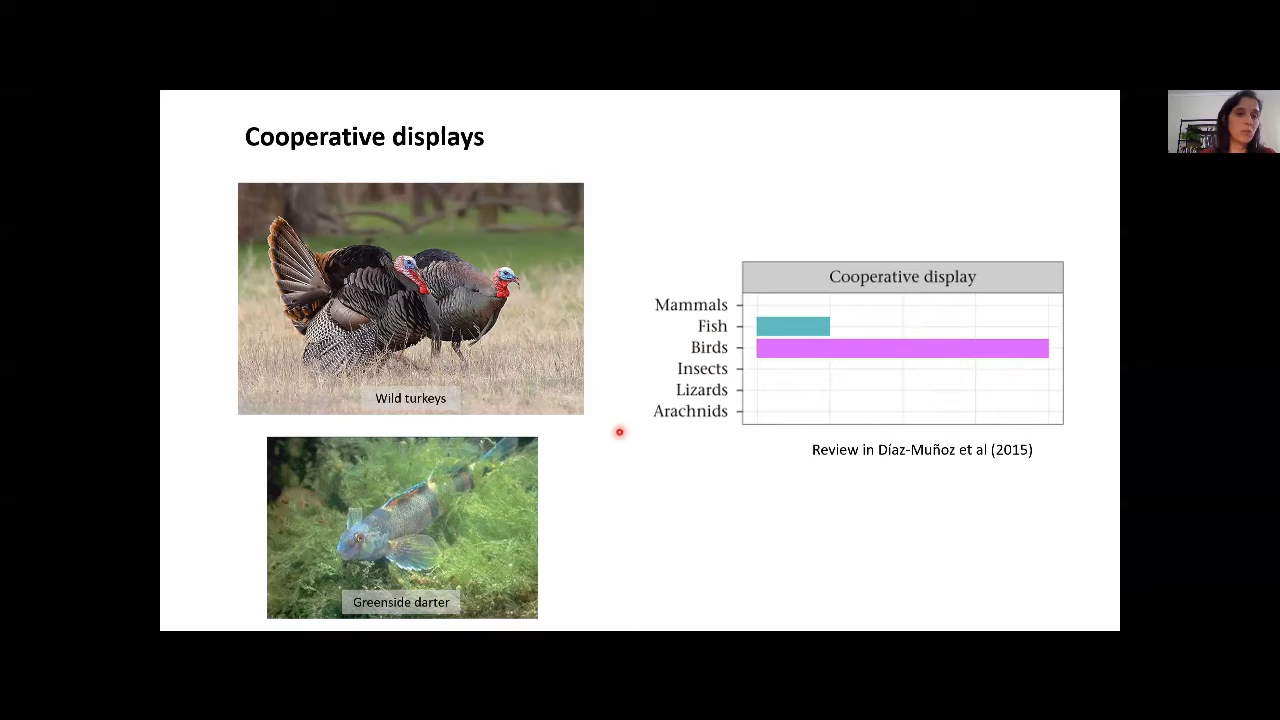 Cooperative displays
Wild turkeys
Greenside darter
Cooperative display
Mammals
Fish
Birds
Insects
Lizards
Arachnids
Review in Díaz-Muñoz et al (2015)